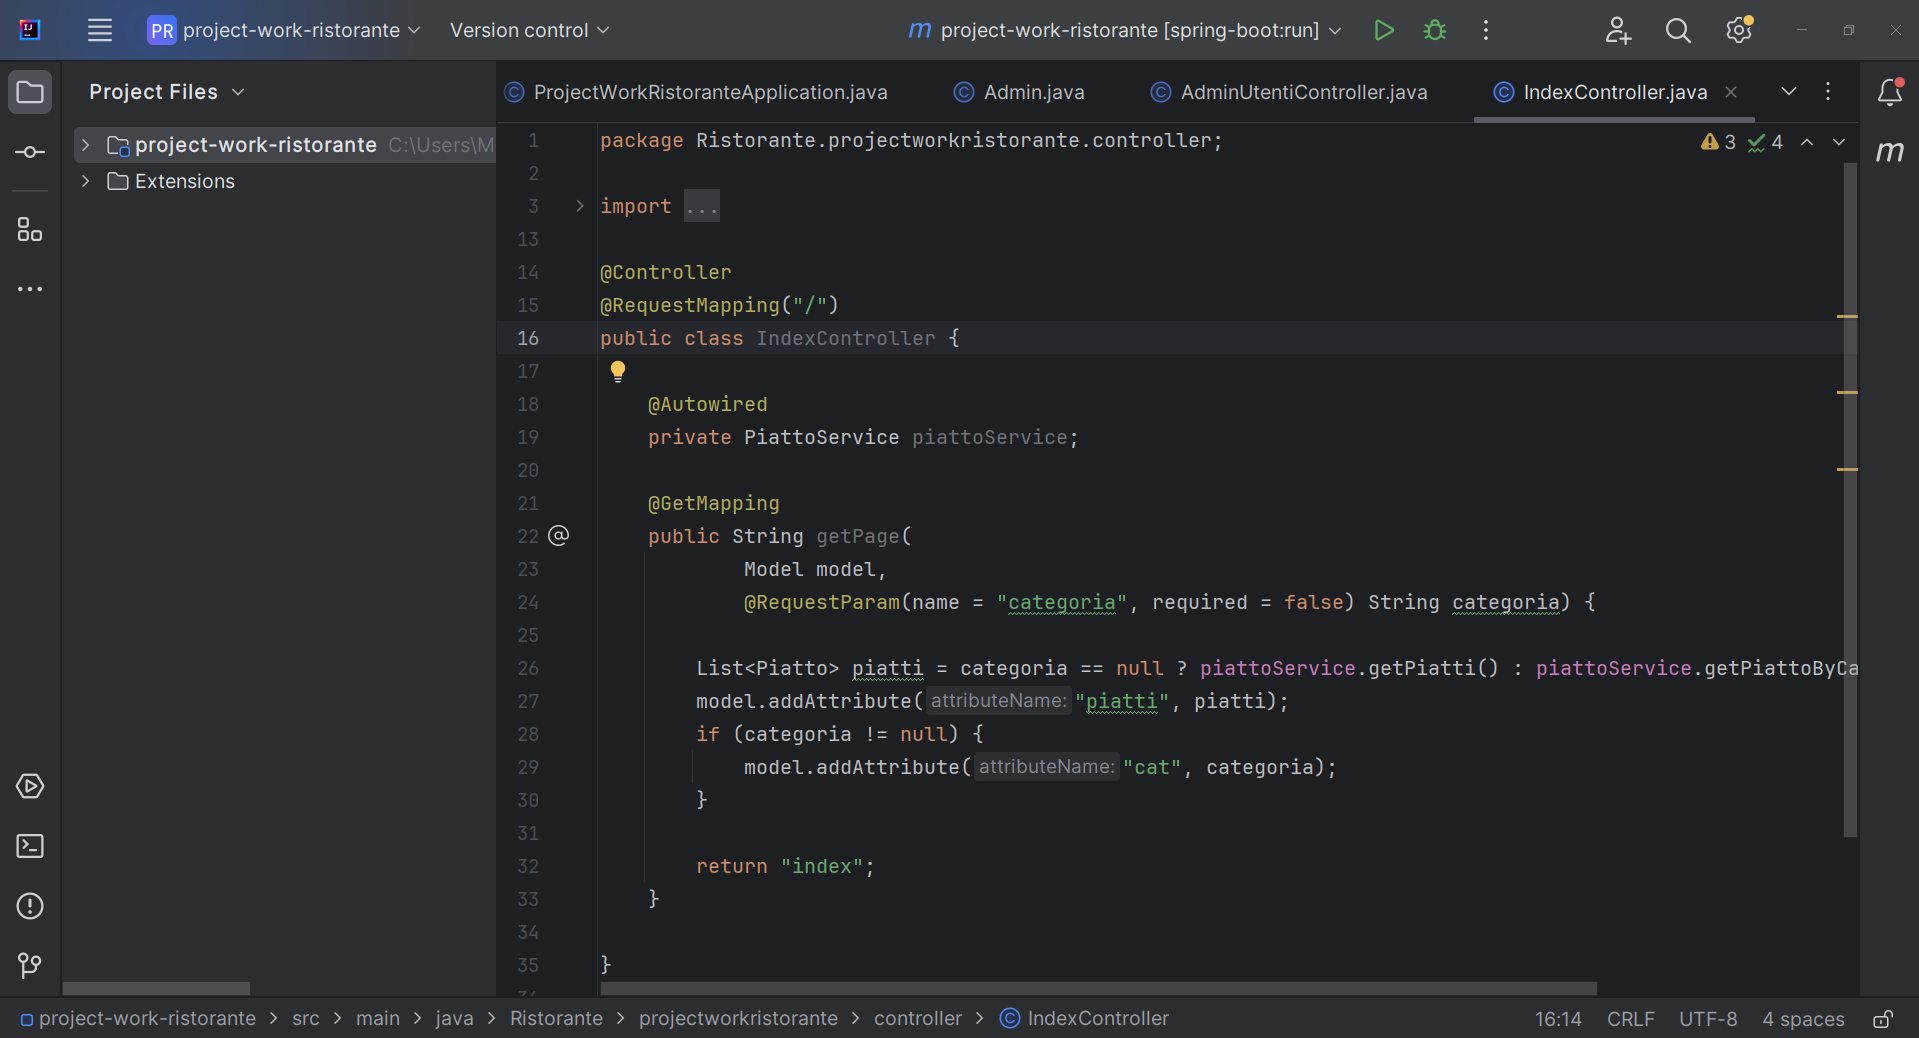 PR project-work-ristorante Version control m project-work-ristorante [spring-boot:run]
Project Files
project-work-ristorante C:\Users\M
Extensions
ProjectWorkRistoranteApplication.java Admin.java AdminUtentiController.java IndexController.java
3 4
m
1 package Ristorante.projectworkristorante.controller;
2
3 import ...
13
14 @Controller
15 @RequestMapping("/")
16 public class IndexController {
17
18 @Autowired
19 private PiattoService piattoService;
20
21 @GetMapping
22 public String getPage(
23 Model model,
24 @RequestParam(name = "categoria", required = false) String categoria) {
25
26 List<Piatto> piatti = categoria == null ? piattoService.getPiatti() : piattoService.getPiattoByCa
27 model.addAttribute( attributeName: "piatti", piatti);
28 if (categoria != null) {
29 model.addAttribute( attributeName: "cat", categoria);
30 }
31
32 return "index";
33 }
34
35 }
project-work-ristorante > src > main > java > Ristorante > projectworkristorante > controller > IndexController
16:14 CRLF UTF-8 4 spaces